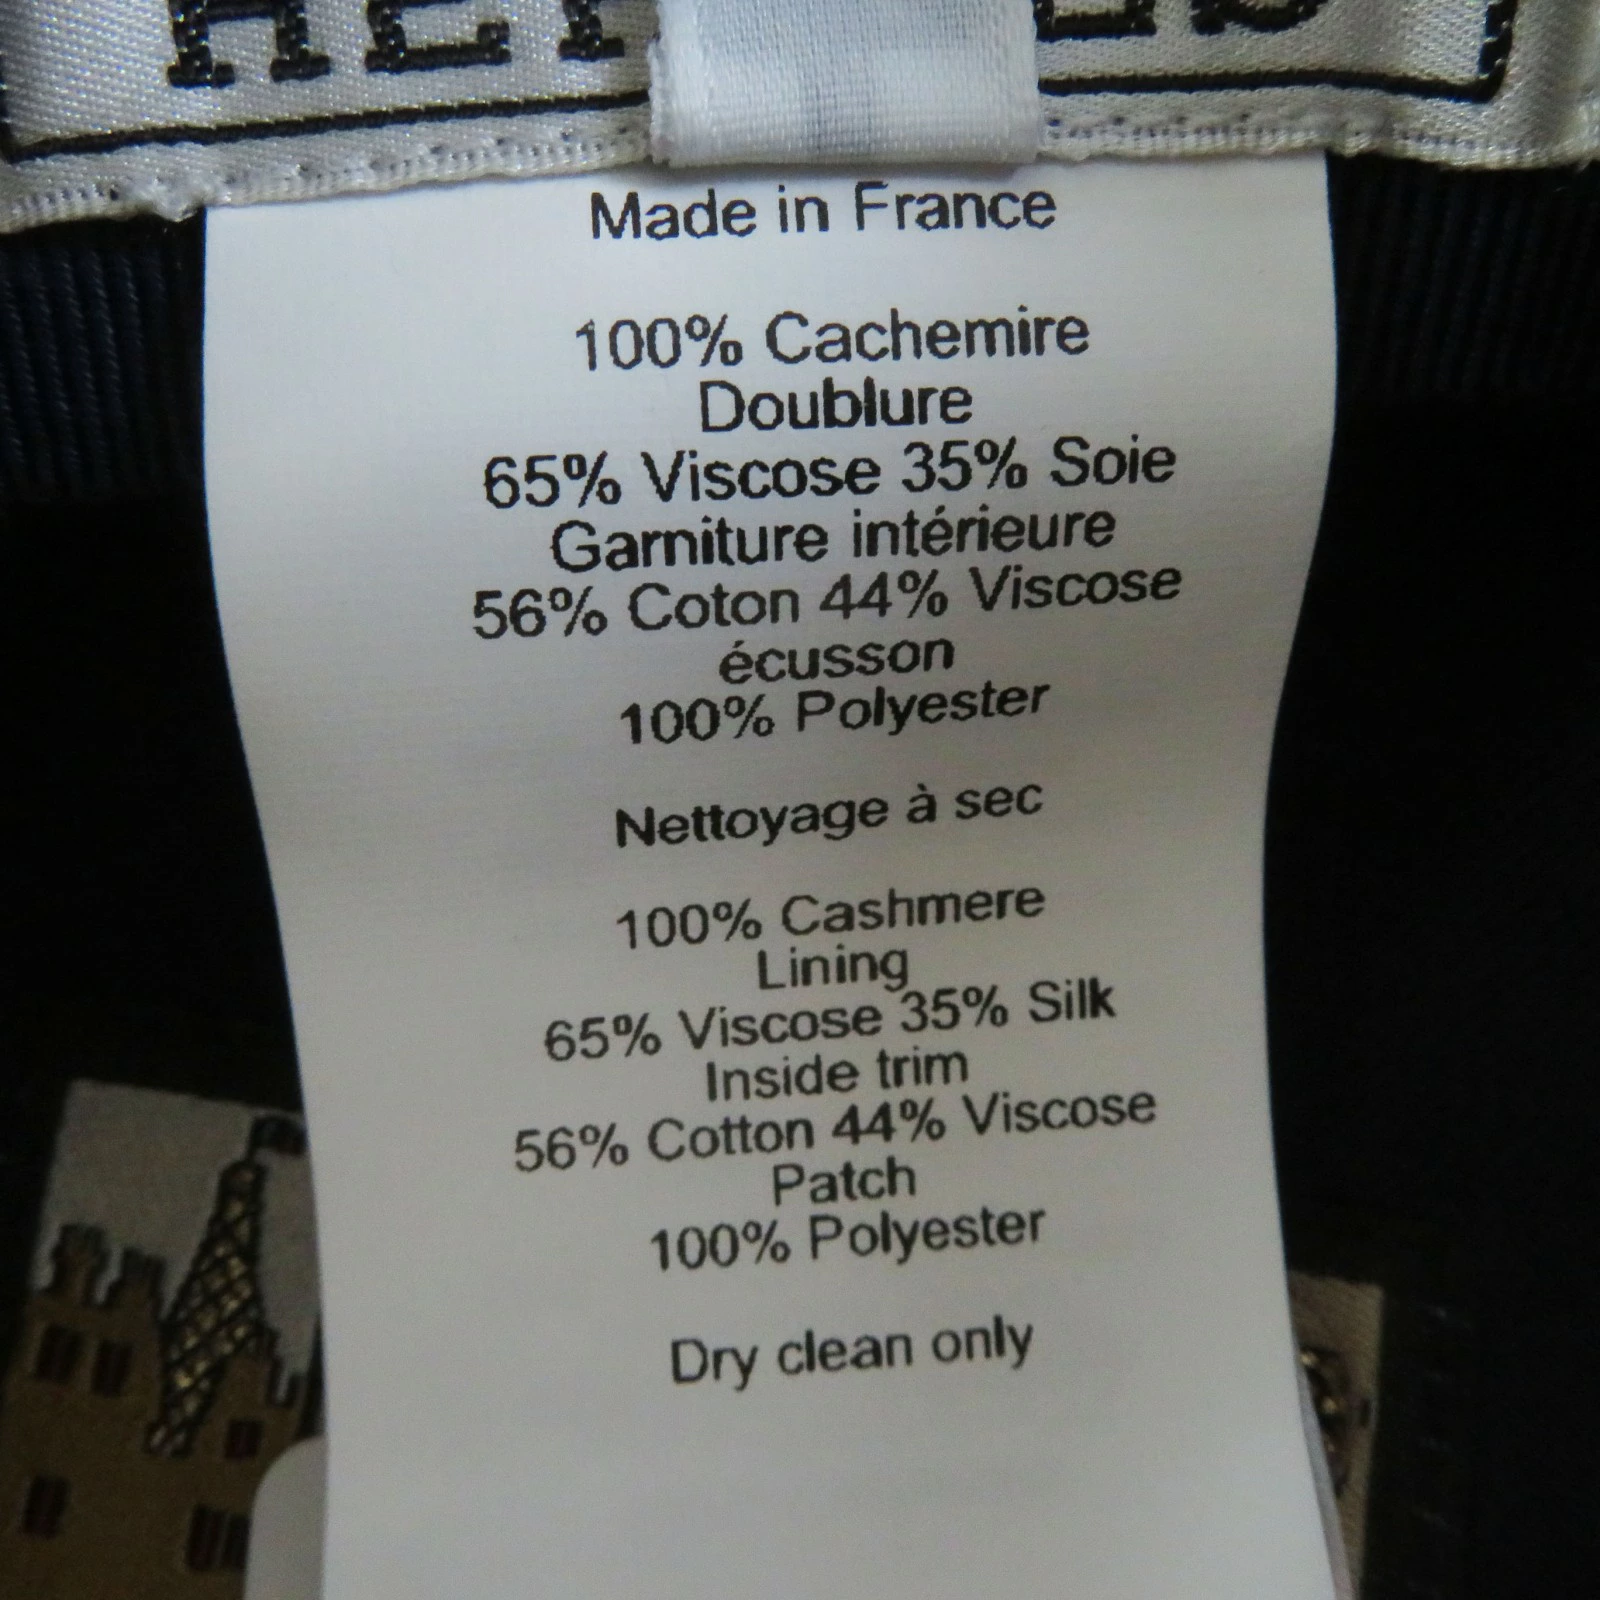 Made in France
100% Cachemire
Doublure
65% Viscose 35% Soie
Garniture intérieure
56% Coton 44% Viscose
écusson
100% Polyester
Nettoyage à sec
100% Cashmere
Lining
65% Viscose 35% Silk
Inside trim
56% Cotton 44% Viscose
Patch
100% Polyester
Dry clean only